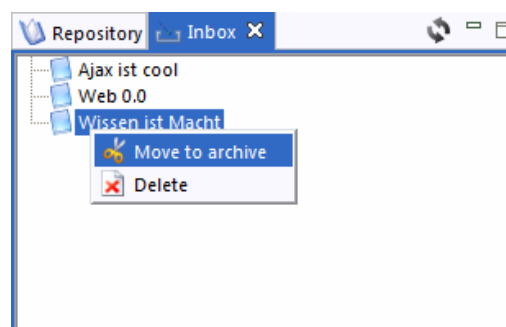 Repository Inbox
Ajax ist cool
Web 0.0
Wissen ist Macht
Move to archive
Delete